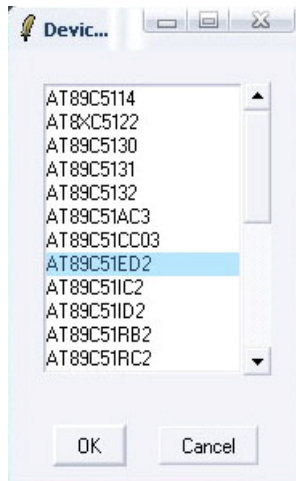 Devic...
AT89C5114
AT8XC5122
AT89C5130
AT89C5131
AT89C5132
AT89C51AC3
AT89C51CC03
AT89C51ED2
AT89C51IC2
AT89C51ID2
AT89C51RB2
AT89C51RC2
OK Cancel